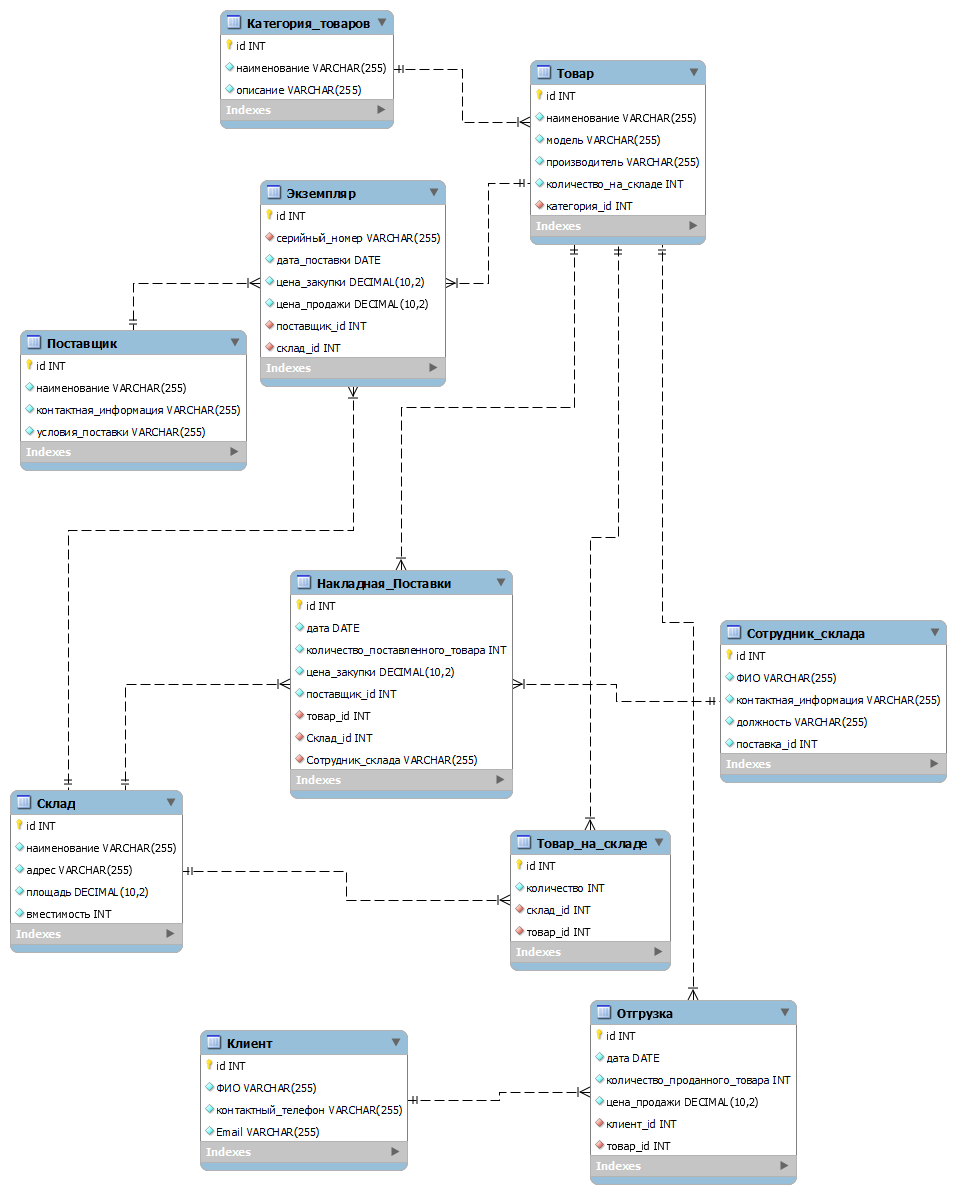 Категория_товаров
id INT
наименование VARCHAR(255)
описание VARCHAR(255)
Indexes
Товар
id INT
наименование VARCHAR(255)
модель VARCHAR(255)
производитель VARCHAR(255)
количество_на_складе INT
категория_id INT
Indexes
Экземпляр
id INT
серийный_номер VARCHAR(255)
дата_поставки DATE
цена_закупки DECIMAL(10,2)
цена_продажи DECIMAL(10,2)
поставщик_id INT
склад_id INT
Indexes
Поставщик
id INT
наименование VARCHAR(255)
контактная_информация VARCHAR(255)
условия_поставки VARCHAR(255)
Indexes
Накладная_Поставки
id INT
дата DATE
количество_поставленного_товара INT
цена_закупки DECIMAL(10,2)
поставщик_id INT
товар_id INT
Склад_id INT
Сотрудник_склада VARCHAR(255)
Indexes
Сотрудник_склада
id INT
ФИО VARCHAR(255)
контактная_информация VARCHAR(255)
должность VARCHAR(255)
поставка_id INT
Indexes
Склад
id INT
наименование VARCHAR(255)
адрес VARCHAR(255)
площадь DECIMAL(10,2)
вместимость INT
Indexes
Товар_на_складе
id INT
количество INT
склад_id INT
товар_id INT
Indexes
Отгрузка
id INT
дата DATE
количество_проданного_товара INT
цена_продажи DECIMAL(10,2)
клиент_id INT
товар_id INT
Indexes
Клиент
id INT
ФИО VARCHAR(255)
контактный_телефон VARCHAR(255)
Email VARCHAR(255)
Indexes